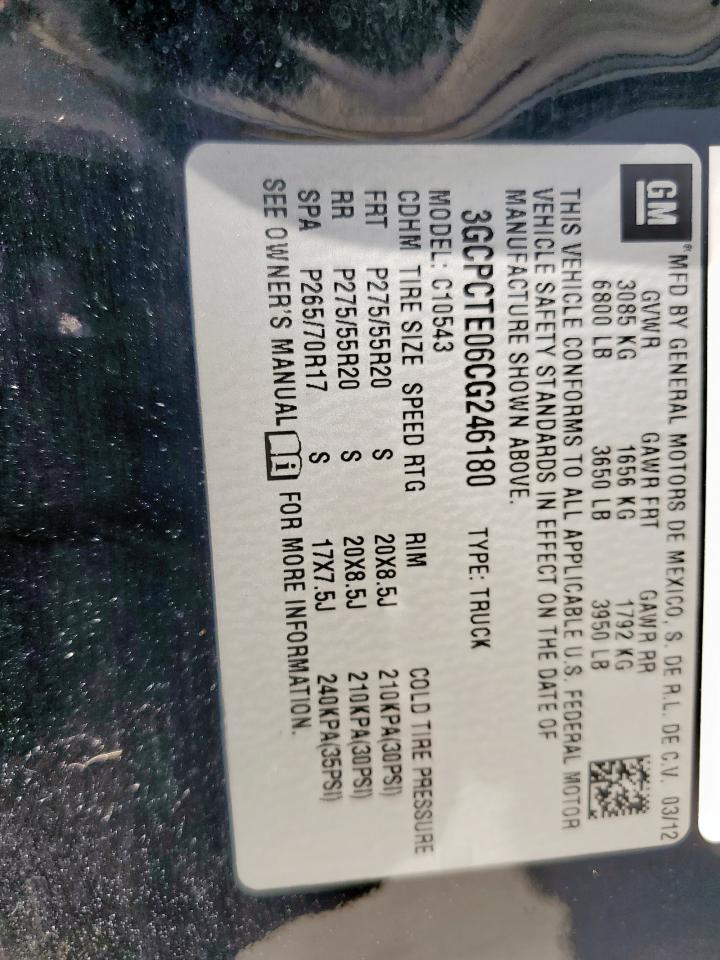 GM® MFD BY GENERAL MOTORS DE MEXICO, S. DE R.L. DE C.V. 03/12
GVWR GAWR FRT GAWR RR
3085 KG 1656 KG 1792 KG
6800 LB 3650 LB 3950 LB
THIS VEHICLE CONFORMS TO ALL APPLICABLE U.S. FEDERAL MOTOR
VEHICLE SAFETY STANDARDS IN EFFECT ON THE DATE OF
MANUFACTURE SHOWN ABOVE.
3GCPCTE06CG246180 TYPE: TRUCK
MODEL: C10543
CDHM TIRE SIZE SPEED RTG RIM COLD TIRE PRESSURE
FRT P275/55R20 S 20X8.5J 210KPA(30PSI)
RR P275/55R20 S 20X8.5J 210KPA(30PSI)
SPA P265/70R17 S 17X7.5J 240KPA(35PSI)
SEE OWNER'S MANUAL FOR MORE INFORMATION.